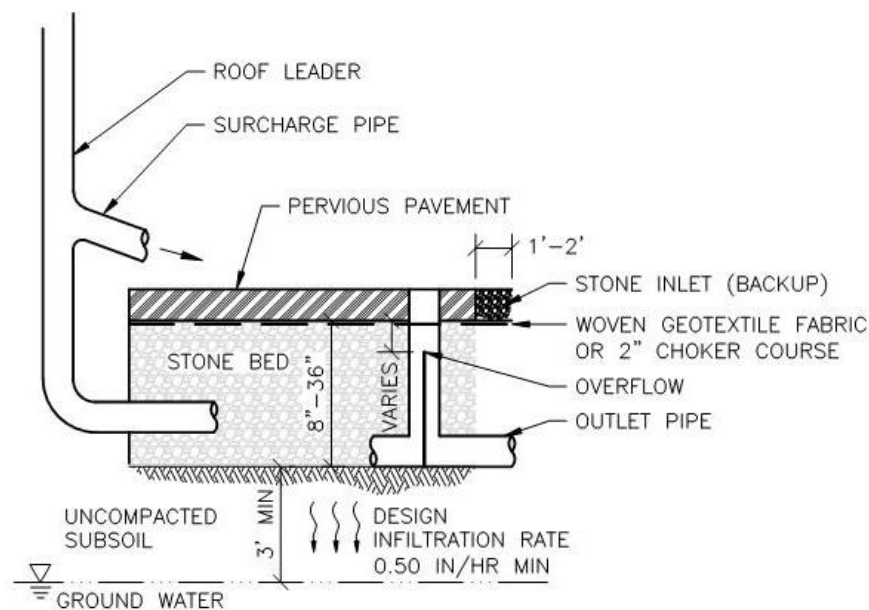 ROOF LEADER
SURCHARGE PIPE
PERVIOUS PAVEMENT
1'-2'
STONE INLET (BACKUP)
WOVEN GEOTEXTILE FABRIC
OR 2" CHOKER COURSE
STONE BED
8"-36"
VARIES
OVERFLOW
OUTLET PIPE
UNCOMPACTED
SUBSOIL
3' MIN
DESIGN
INFILTRATION RATE
0.50 IN/HR MIN
GROUND WATER